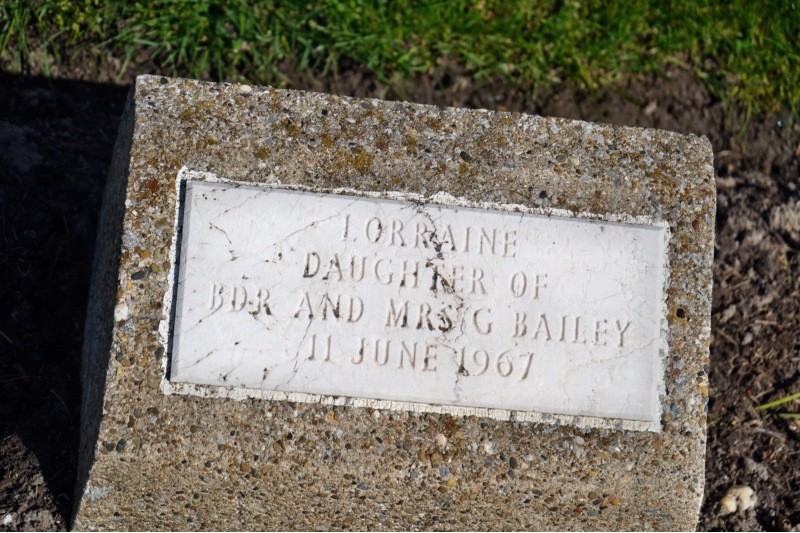 LORRAINE
DAUGHTER OF
BDR AND MRS G BAILEY
11 JUNE 1967